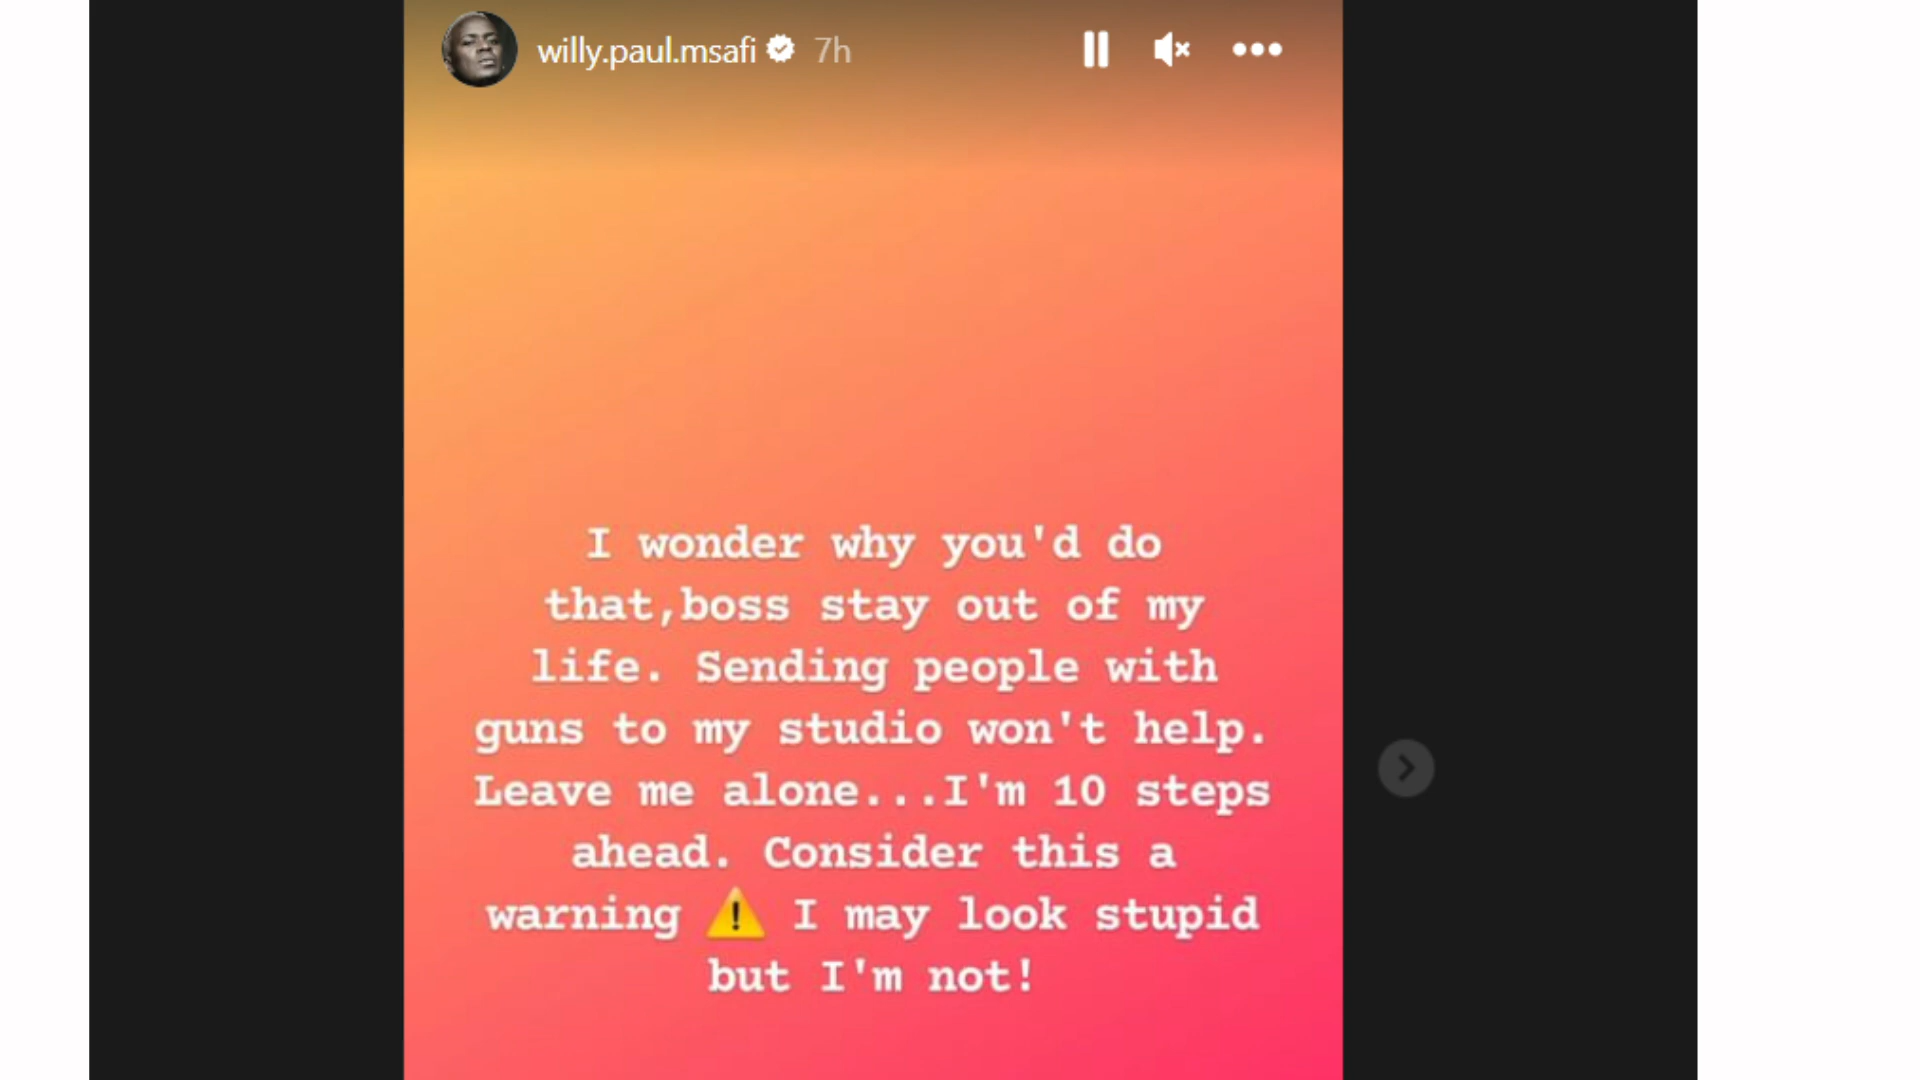 willy.paul.msafi 7h
I wonder why you'd do
that,boss stay out of my
life. Sending people with
guns to my studio won't help.
Leave me alone...I'm 10 steps
ahead. Consider this a
warning ⚠️ I may look stupid
but I'm not!